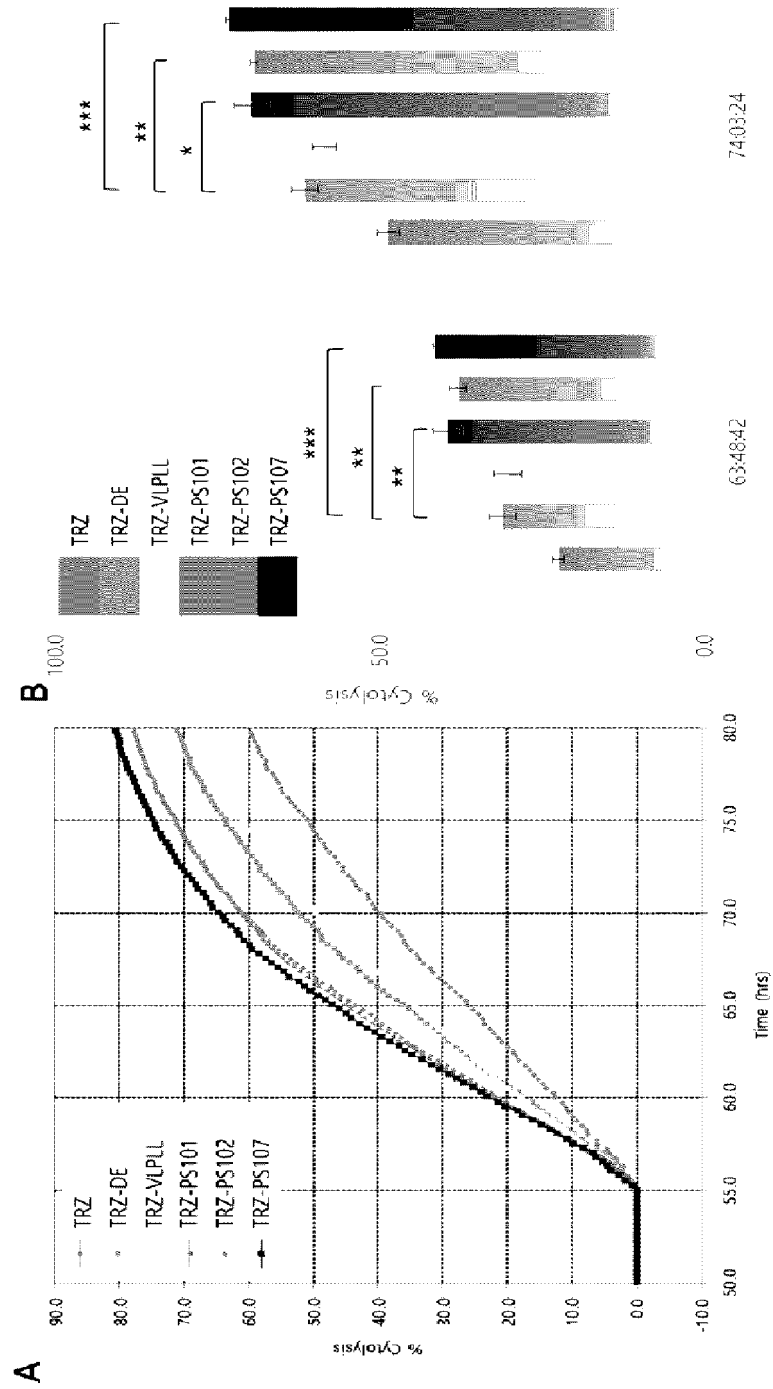 A
90.0
80.0
70.0
60.0
50.0
40.0
30.0
20.0
10.0
0.0
-10.0
% Cytolysis
TRZ
TRZ-DE
TRZ-VLPLL
TRZ-PS101
TRZ-PS102
TRZ-PS107
50.0
55.0
60.0
65.0
70.0
75.0
80.0
Time (hrs)
B
100.0
50.0
0.0
% Cytolysis
TRZ
TRZ-DE
TRZ-VLPLL
TRZ-PS101
TRZ-PS102
TRZ-PS107
***
**
**
***
**
*
63:48:42
74:03:24